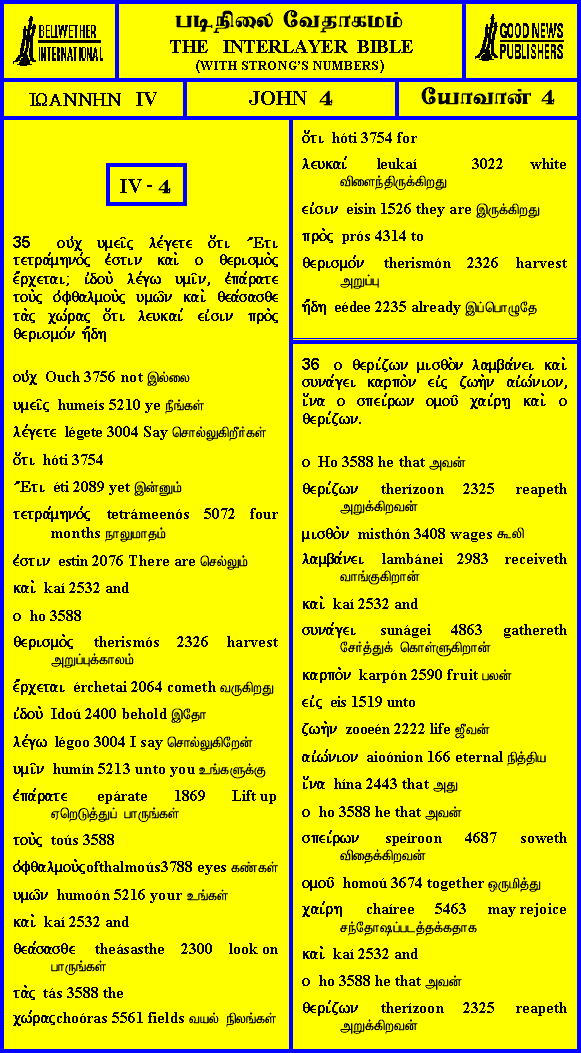 BELLWETHER
INTERNATIONAL
படிநிலை வேதாகமம்
THE INTERLAYER BIBLE
(WITH STRONG'S NUMBERS)
GOOD NEWS
PUBLISHERS
ΙΩΑΝΝΗΝ IV
JOHN 4
யோவான் 4
IV - 4
35 οὐχ υμεῖς λέγετε ὅτι Ἔτι
τετράμηνός ἐστιν καὶ ο θερισμὸς
ἔρχεται; ἰδοὺ λέγω υμῖν, ἐπάρατε
τοὺς ὀφθαλμοὺς υμῶν καὶ θεάσασθε
τὰς χώρας ὅτι λευκαί εἰσιν πρὸς
θερισμόν ἤδη
οὐχ Ouch 3756 not இல்லை
υμεῖς humeís 5210 ye நீங்கள்
λέγετε légete 3004 Say சொல்லுகிறீர்கள்
ὅτι hóti 3754
Ἔτι éti 2089 yet இன்னும்
τετράμηνός tetrámeenós 5072 four
months நாலுமாதம்
ἐστιν estin 2076 There are செல்லும்
καὶ kaí 2532 and
ο ho 3588
θερισμὸς therismós 2326 harvest
அறுப்புக்காலம்
ἔρχεται érchetai 2064 cometh வருகிறது
ἰδοὺ Idoú 2400 behold இதோ
λέγω légoo 3004 I say சொல்லுகிறேன்
υμῖν humín 5213 unto you உங்களுக்கு
ἐπάρατε epárate 1869 Lift up
ஏறெடுத்துப் பாருங்கள்
τοὺς toús 3588
ὀφθαλμοὺς ofthalmoús3788 eyes கண்கள்
υμῶν humoón 5216 your உங்கள்
καὶ kaí 2532 and
θεάσασθε theásasthe 2300 look on
பாருங்கள்
τὰς tás 3588 the
χώρας choóras 5561 fields வயல் நிலங்கள்
ὅτι hóti 3754 for
λευκαί leukaí 3022 white
விளைந்திருக்கிறது
εἰσιν eisin 1526 they are இருக்கிறது
πρὸς prós 4314 to
θερισμόν therismón 2326 harvest
அறுப்பு
ἤδη eédee 2235 already இப்பொழுதே
36 ο θερίζων μισθὸν λαμβάνει καὶ
συνάγει καρπὸν εἰς ζωὴν αἰώνιον,
ἵνα ο σπείρων ομοῦ χαίρῃ καὶ ο
θερίζων.
ο Ho 3588 he that அவன்
θερίζων therízoon 2325 reapeth
அறுக்கிறவன்
μισθὸν misthón 3408 wages கூலி
λαμβάνει lambánei 2983 receiveth
வாங்குகிறான்
καὶ kaí 2532 and
συνάγει sunágei 4863 gathereth
சேர்த்துக் கொள்ளுகிறான்
καρπὸν karpón 2590 fruit பலன்
εἰς eis 1519 unto
ζωὴν zooeén 2222 life ஜீவன்
αἰώνιον aioónion 166 eternal நித்திய
ἵνα hína 2443 that அது
ο ho 3588 he that அவன்
σπείρων speíroon 4687 soweth
விதைக்கிறவன்
ομοῦ homoú 3674 together ஒருமித்து
χαίρῃ chaíree 5463 may rejoice
சந்தோஷப்படத்தக்கதாக
καὶ kaí 2532 and
ο ho 3588 he that அவன்
θερίζων therízoon 2325 reapeth
அறுக்கிறவன்